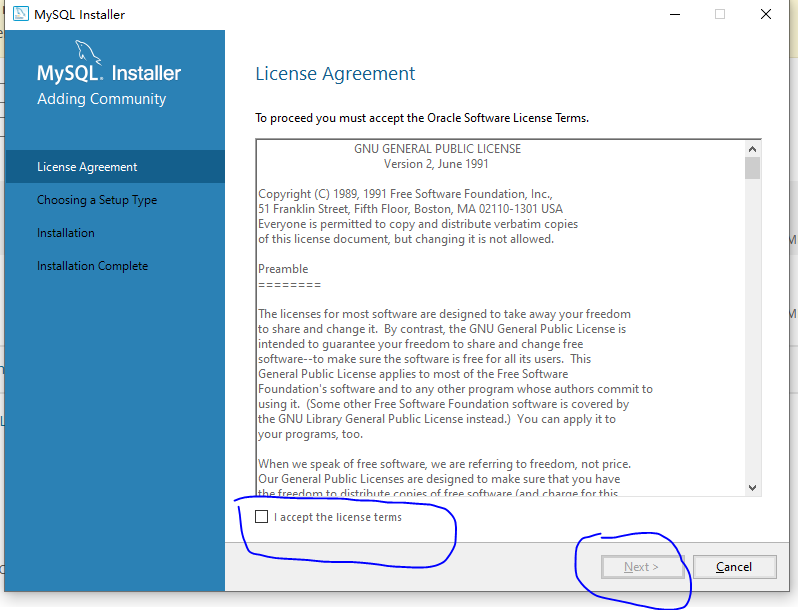 MySQL Installer
MySQL. Installer
Adding Community
License Agreement
Choosing a Setup Type
Installation
Installation Complete
License Agreement
To proceed you must accept the Oracle Software License Terms.
GNU GENERAL PUBLIC LICENSE
Version 2, June 1991
Copyright (C) 1989, 1991 Free Software Foundation, Inc.,
51 Franklin Street, Fifth Floor, Boston, MA 02110-1301 USA
Everyone is permitted to copy and distribute verbatim copies
of this license document, but changing it is not allowed.
Preamble
========
The licenses for most software are designed to take away your freedom
to share and change it.  By contrast, the GNU General Public License is
intended to guarantee your freedom to share and change free
software--to make sure the software is free for all its users.  This
General Public License applies to most of the Free Software
Foundation's software and to any other program whose authors commit to
using it.  (Some other Free Software Foundation software is covered by
the GNU Library General Public License instead.)  You can apply it to
your programs, too.
When we speak of free software, we are referring to freedom, not price.
Our General Public Licenses are designed to make sure that you have
the freedom to distribute copies of free software (and charge for this
I accept the license terms
Next >
Cancel